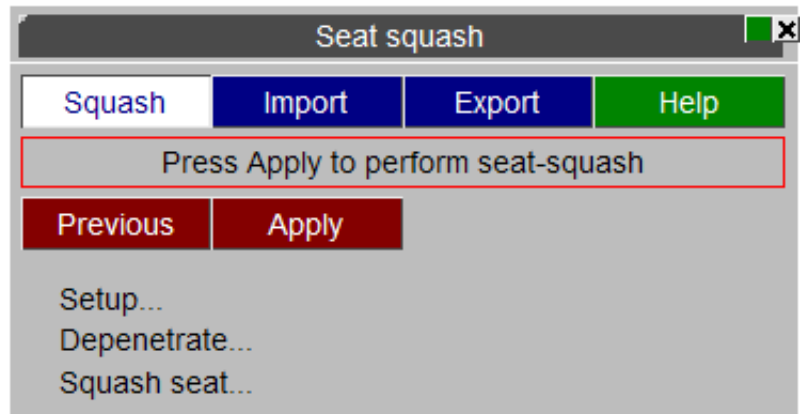 Seat squash
Squash Import Export Help
Press Apply to perform seat-squash
Previous Apply
Setup...
Depenetrate...
Squash seat...